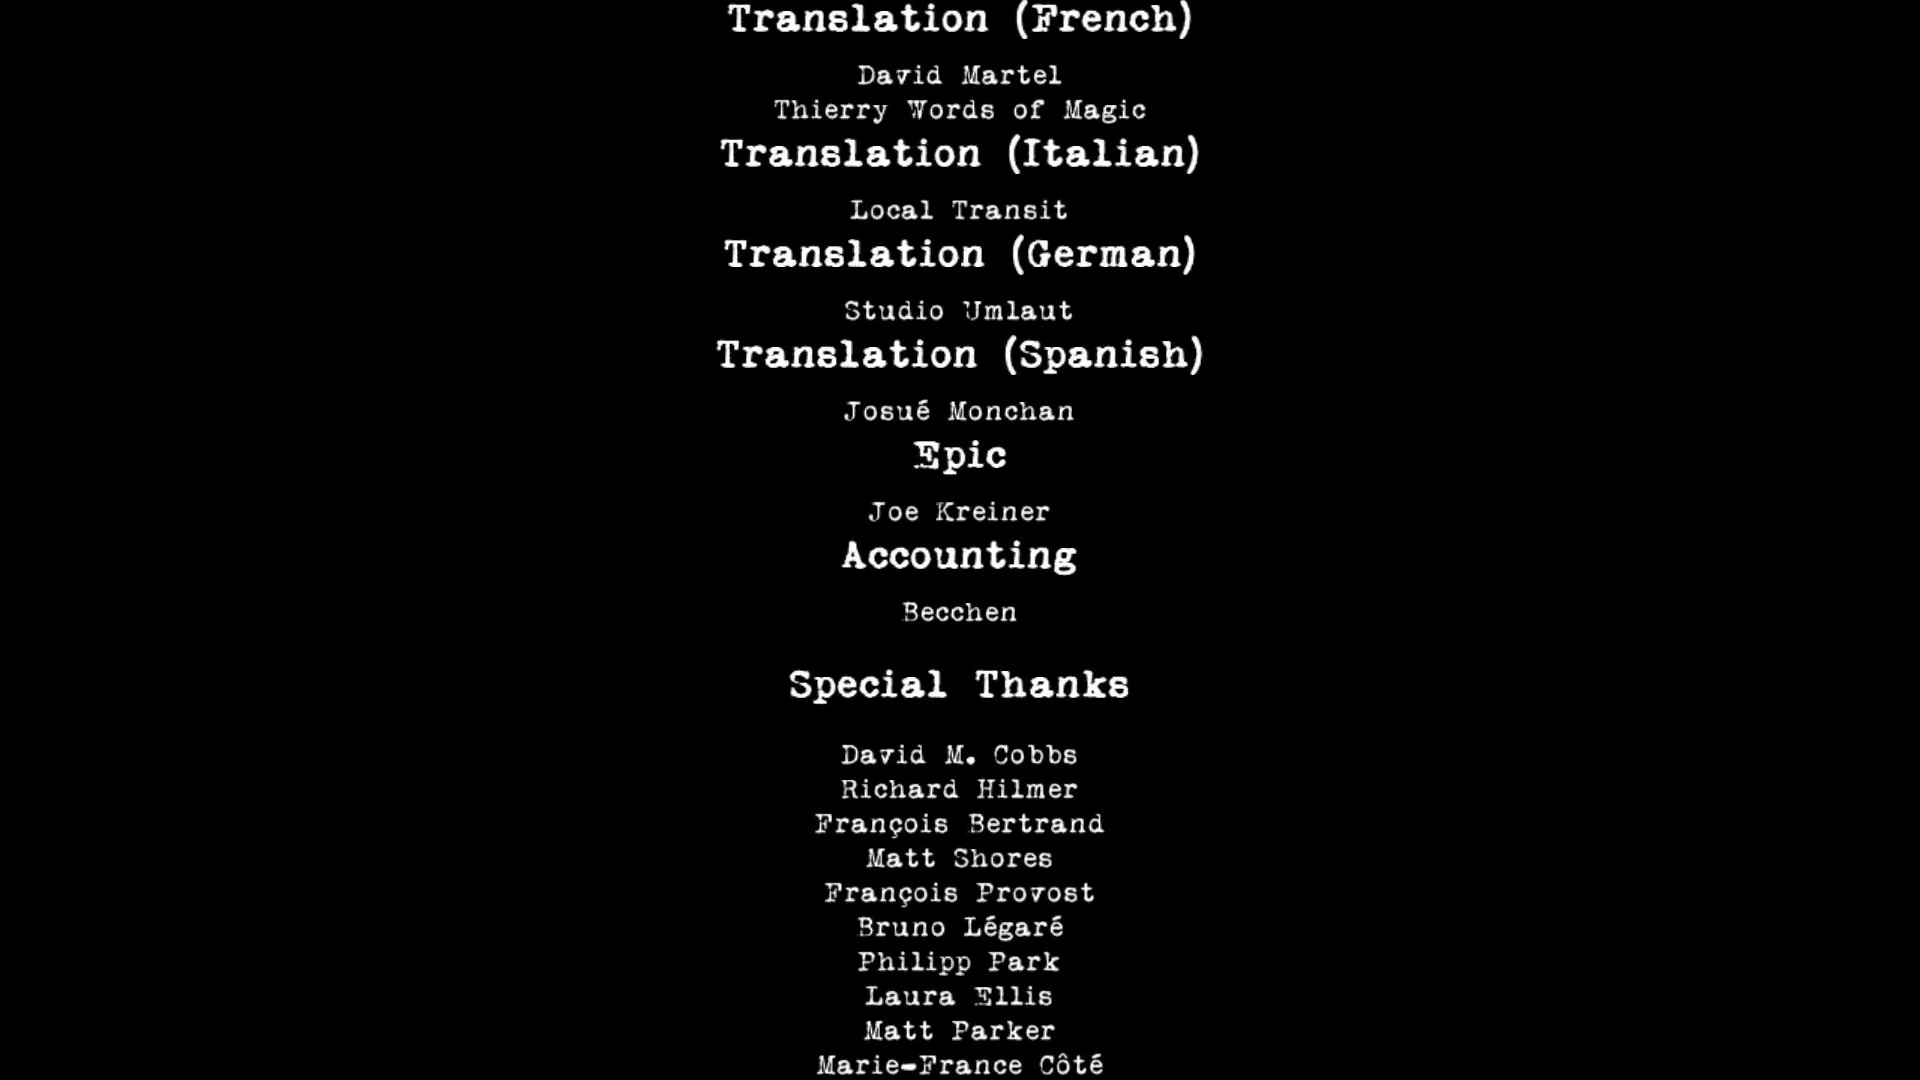 Translation (French)
David Martel
Thierry Words of Magic
Translation (Italian)
Local Transit
Translation (German)
Studio Umlaut
Translation (Spanish)
Josué Monchan
Epic
Joe Kreiner
Accounting
Becchen
Special Thanks
David M. Cobbs
Richard Hilmer
François Bertrand
Matt Shores
François Provost
Bruno Légaré
Philipp Park
Laura Ellis
Matt Parker
Marie-France Côté